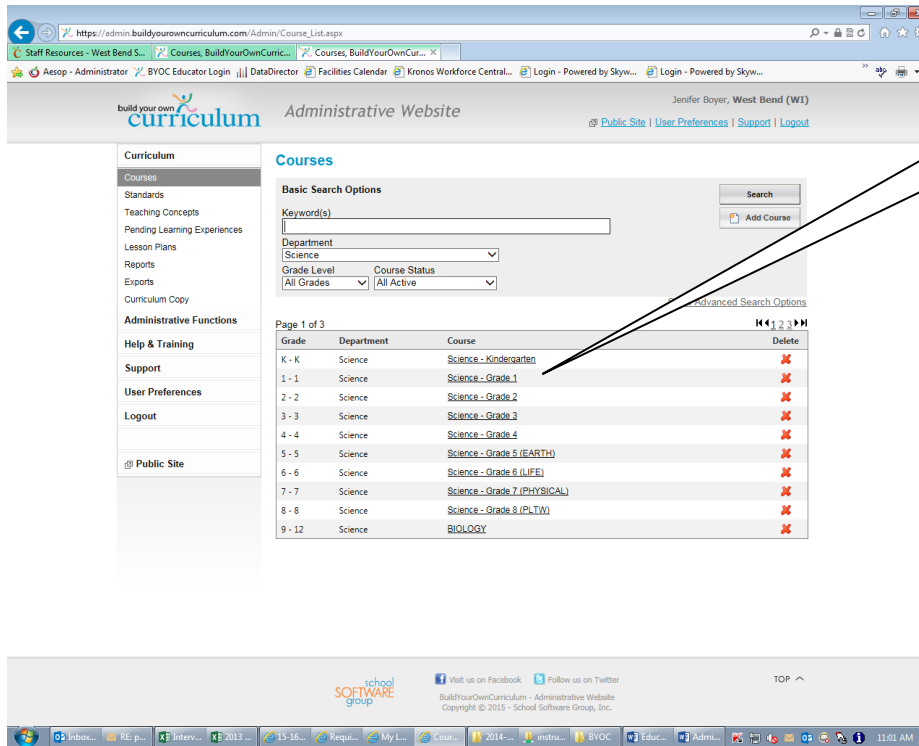 https://admin.buildyourowncurriculum.com/Admin/Course_List.aspx
Staff Resources - West Bend S... Courses, BuildYourOwnCurric... Courses, BuildYourOwnCur... ×
Aesop - Administrator BYOC Educator Login DataDirector Facilities Calendar Kronos Workforce Central... Login - Powered by Skyw... Login - Powered by Skyw...
build your own
curriculum
Administrative Website
Jenifer Boyer, West Bend (WI)
Public Site | User Preferences | Support | Logout
Curriculum
Courses
Standards
Teaching Concepts
Pending Learning Experiences
Lesson Plans
Reports
Exports
Curriculum Copy
Administrative Functions
Help & Training
Support
User Preferences
Logout
Public Site
Courses
Basic Search Options
Search
Keyword(s)
Add Course
Department
Science
Grade Level Course Status
All Grades All Active
Advanced Search Options
Page 1 of 3
1 2 3
Grade Department Course Delete
K - K Science Science - Kindergarten
1 - 1 Science Science - Grade 1
2 - 2 Science Science - Grade 2
3 - 3 Science Science - Grade 3
4 - 4 Science Science - Grade 4
5 - 5 Science Science - Grade 5 (EARTH)
6 - 6 Science Science - Grade 6 (LIFE)
7 - 7 Science Science - Grade 7 (PHYSICAL)
8 - 8 Science Science - Grade 8 (PLTW)
9 - 12 Science BIOLOGY
school
SOFTWARE
group
Visit us on Facebook Follow us on Twitter
BuildYourOwnCurriculum - Administrative Website
Copyright © 2015 - School Software Group, Inc.
TOP
Inbox... RE: p... Interv... 2013 ... 15-16... Requi... My L... Cour... 2014-... instru... BYOC Educ... Admi... 11:01 AM